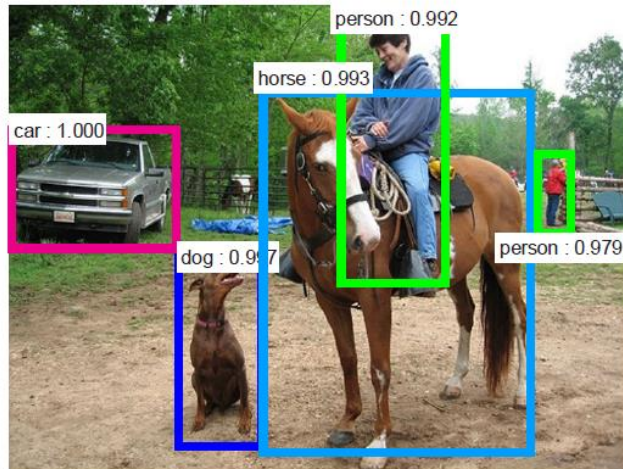 person : 0.992
horse : 0.993
car : 1.000
dog : 0.997
person : 0.979